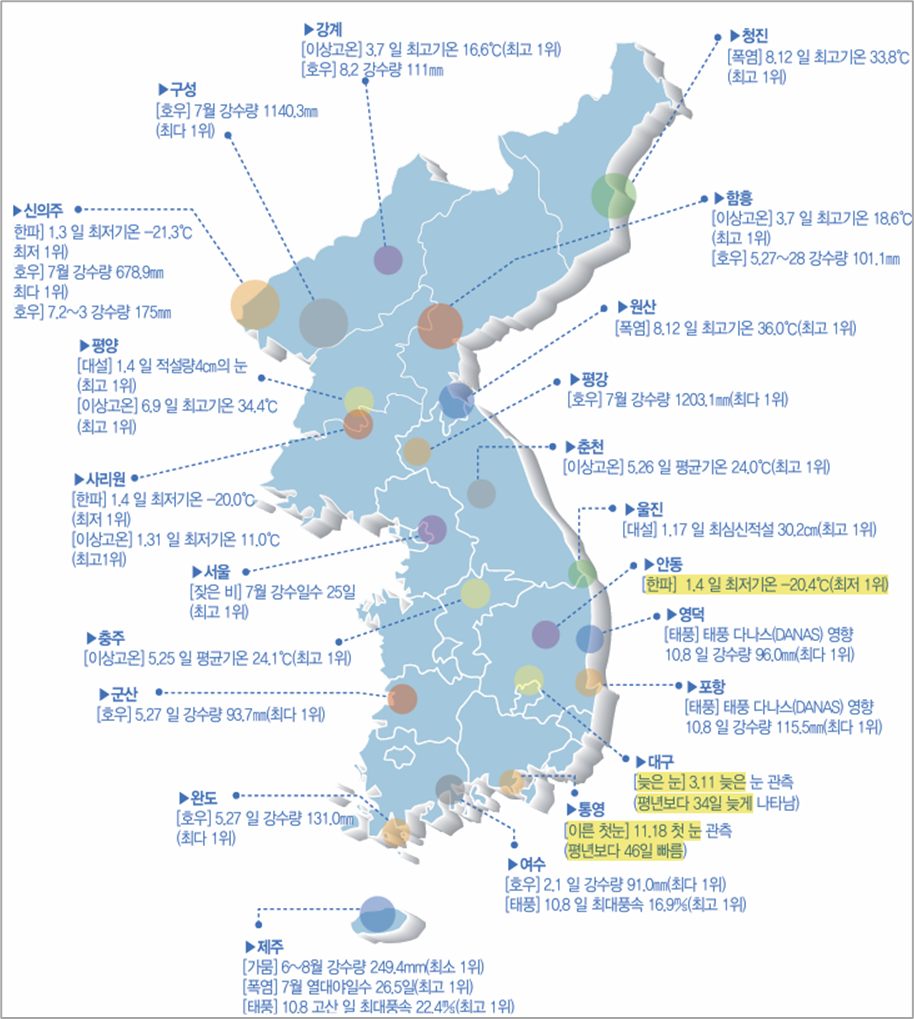 ▶강계
[이상고온] 3.7 일 최고기온 16.6℃(최고 1위)
[호우] 8.2 강수량 111㎜
▶청진
[폭염] 8.12 일 최고기온 33.8℃
(최고 1위)
▶구성
[호우] 7월 강수량 1140.3㎜
(최다 1위)
▶신의주
한파] 1.3 일 최저기온 -21.3℃
최저 1위)
호우] 7월 강수량 678.9㎜
최다 1위)
호우] 7.2~3 강수량 175㎜
▶함흥
[이상고온] 3.7 일 최고기온 18.6℃
(최고 1위)
[호우] 5.27~28 강수량 101.1㎜
▶원산
[폭염] 8.12 일 최고기온 36.0℃(최고 1위)
▶평양
[대설] 1.4 일 적설량4㎝의 눈
(최고 1위)
[이상고온] 6.9 일 최고기온 34.4℃
(최고 1위)
▶평강
[호우] 7월 강수량 1203.1㎜(최다 1위)
▶춘천
[이상고온] 5.26 일 평균기온 24.0℃(최고 1위)
▶사리원
[한파] 1.4 일 최저기온 -20.0℃
(최저 1위)
[이상고온] 1.31 일 최저기온 11.0℃
(최고1위)
▶울진
[대설] 1.17 일 최심신적설 30.2㎝(최고 1위)
▶서울
[잦은 비] 7월 강수일수 25일
(최고 1위)
▶안동
[한파] 1.4 일 최저기온 -20.4℃(최저 1위)
▶영덕
[태풍] 태풍 다나스(DANAS) 영향
10.8 일 강수량 96.0㎜(최다 1위)
▶충주
[이상고온] 5.25 일 평균기온 24.1℃(최고 1위)
▶포항
[태풍] 태풍 다나스(DANAS) 영향
10.8 일 강수량 115.5㎜(최다 1위)
▶군산
[호우] 5.27 일 강수량 93.7㎜(최다 1위)
▶대구
[늦은 눈] 3.11 늦은 눈 관측
(평년보다 34일 늦게 나타남)
▶완도
[호우] 5.27 일 강수량 131.0㎜
(최다 1위)
▶통영
[이른 첫눈] 11.18 첫 눈 관측
(평년보다 46일 빠름)
▶여수
[호우] 2.1 일 강수량 91.0㎜(최다 1위)
[태풍] 10.8 일 최대풍속 16.9㎧(최고 1위)
▶제주
[가뭄] 6~8월 강수량 249.4mm(최소 1위)
[폭염] 7월 열대야일수 26.5일(최고 1위)
[태풍] 10.8 고산 일 최대풍속 22.4㎧(최고 1위)